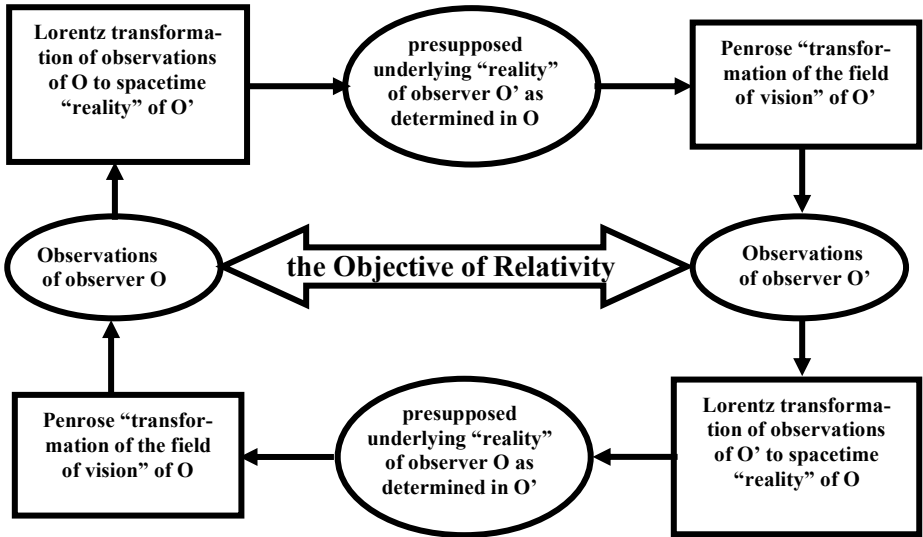 Lorentz transforma-
tion of observations
of O to spacetime
“reality” of O’
presupposed
underlying “reality”
of observer O’ as
determined in O
Penrose “transfor-
mation of the field
of vision” of O’
Observations
of observer O
the Objective of Relativity
Observations
of observer O’
Penrose “transfor-
mation of the field
of vision” of O
presupposed
underlying “reality”
of observer O as
determined in O’
Lorentz transforma-
tion of observations
of O’ to spacetime
“reality” of O